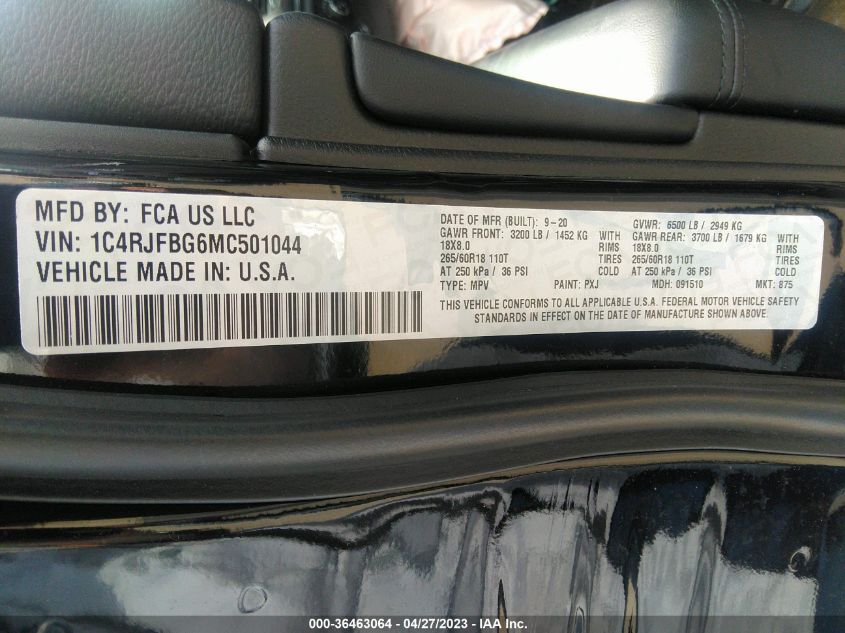 MFD BY: FCA US LLC
VIN: 1C4RJFBG6MC501044
VEHICLE MADE IN: U.S.A.
DATE OF MFR (BUILT): 9-20 GVWR: 6500 LB / 2949 KG
GAWR FRONT: 3200 LB / 1452 KG WITH GAWR REAR: 3700 LB / 1679 KG WITH
18X8.0 RIMS 18X8.0 RIMS
265/60R18 110T TIRES 265/60R18 110T TIRES
AT 250 kPa / 36 PSI COLD AT 250 kPa / 36 PSI COLD
TYPE: MPV PAINT: PXJ MDH: 091510 MKT: 875
THIS VEHICLE CONFORMS TO ALL APPLICABLE U.S.A. FEDERAL MOTOR VEHICLE SAFETY
STANDARDS IN EFFECT ON THE DATE OF MANUFACTURE SHOWN ABOVE.
000-36463064 - 04/27/2023 - IAAI.com